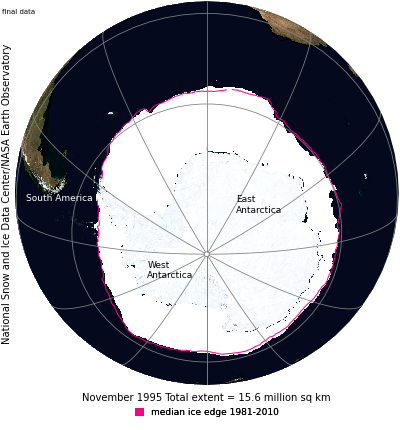 final data
National Snow and Ice Data Center/NASA Earth Observatory
South America
East
Antarctica
West
Antarctica
November 1995 Total extent = 15.6 million sq km
median ice edge 1981-2010